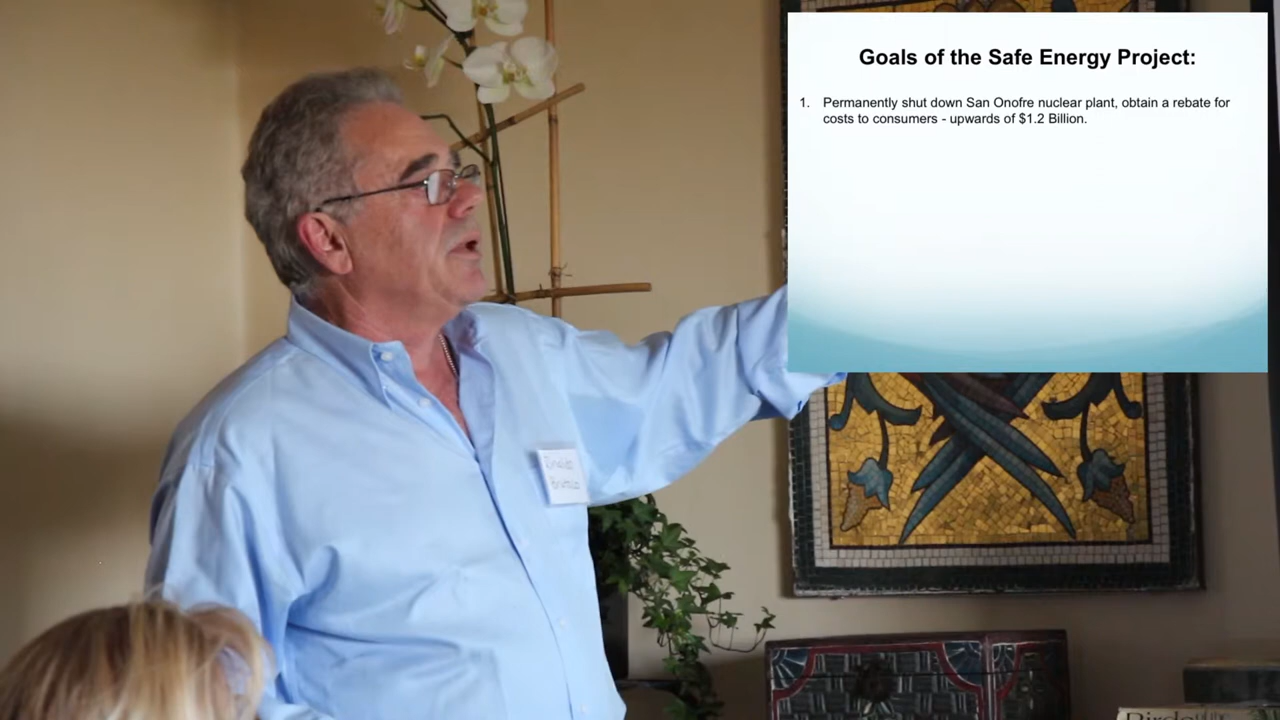 Goals of the Safe Energy Project:
1. Permanently shut down San Onofre nuclear plant, obtain a rebate for
costs to consumers - upwards of $1.2 Billion.
Rinaldo